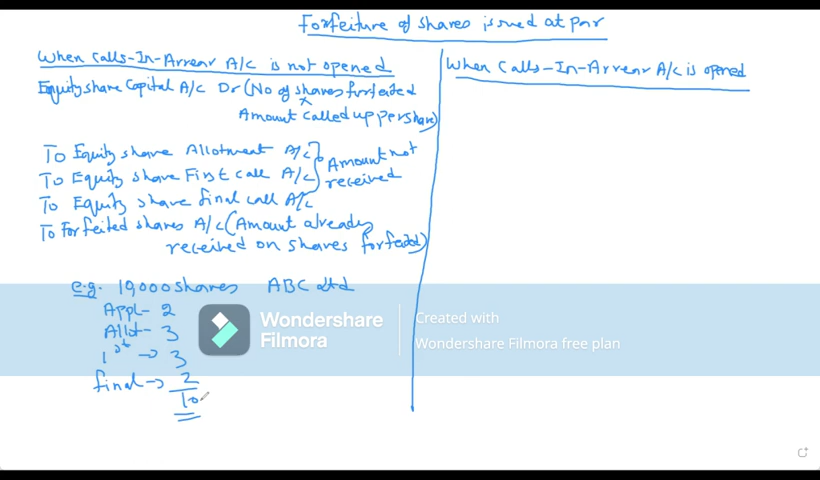 Forfeiture of shares issued at par
When Calls-In-Arrear A/C is not opened
Equity share Capital A/C Dr (No of shares forfeited
x
Amount called up per share)
To Equity share Allotment A/C
To Equity share First call A/C
To Equity share final call A/C
Amount not
received
To Forfeited shares A/C (Amount already
received on shares forfeited)
e.g. 10,000 shares ABC Ltd
Appl- 2
Allot- 3
1st → 3
final → 2
10
When Calls-In-Arrear A/C is opened
Wondershare
Filmora
Created with
Wondershare Filmora free plan